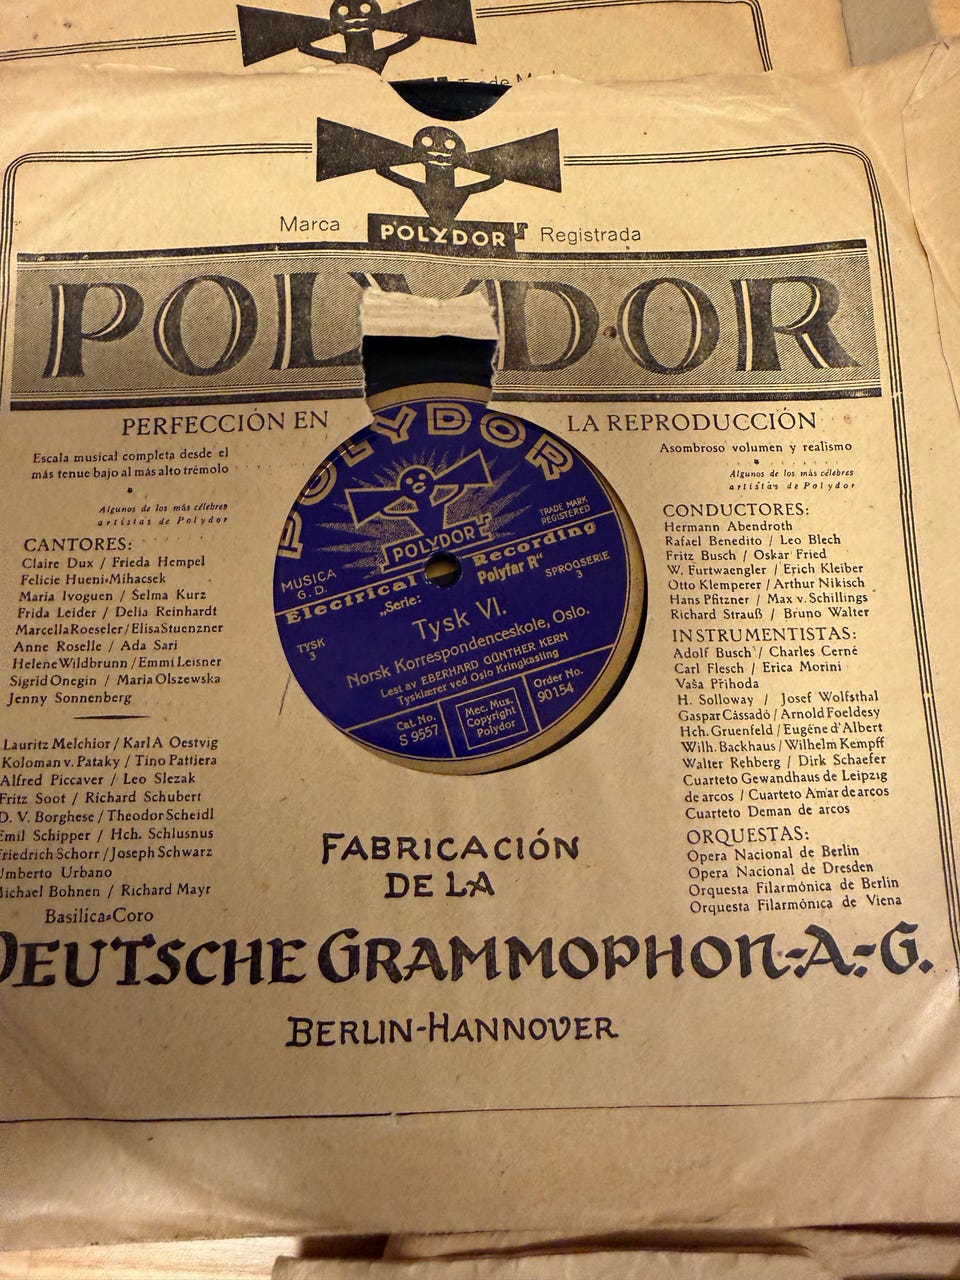 Trade
Marca POLYDOR Registrada
POLYDOR
PERFECCIÓN EN LA REPRODUCCIÓN
Escala musical completa desde el
más tenue bajo al más alto trémolo
Algunos de los más célebres
artistas de Polydor
CANTORES:
Claire Dux / Frieda Hempel
Felicie Hueni-Mihacsek
Maria Ivoguen / Selma Kurz
Frida Leider / Delia Reinhardt
Marcella Roeseler / Elisa Stuenzner
Anne Roselle / Ada Sari
Helene Wildbrunn / Emmi Leisner
Sigrid Onegin / Maria Olszewska
Jenny Sonnenberg
Lauritz Melchior / Karl A Oestvig
Koloman v. Pataky / Tino Pattiera
Alfred Piccaver / Leo Slezak
Fritz Soot / Richard Schubert
D. V. Borghese / Theodor Scheidl
Emil Schipper / Hch. Schlusnus
Friedrich Schorr / Joseph Schwarz
Umberto Urbano
Michael Bohnen / Richard Mayr
Basilica-Coro
POLYDOR
POLYDOR
TRADE MARK
REGISTERED
MUSICA
G. D.
Electrical Recording
"Serie: Polyfar R"
SPROGSERIE
3
TYSK
3
Tysk VI.
Norsk Korrespondenceskole, Oslo.
Lest av EBERHARD GÜNTHER KERN
Tysklærer ved Oslo Kringkasting
Cat. No.
S 9557
Mec. Mus.
Copyright
Polydor
Order No.
90154
Asombroso volumen y realismo
Algunos de los más célebres
artistas de Polydor
CONDUCTORES:
Hermann Abendroth
Rafael Benedito / Leo Blech
Fritz Busch / Oskar Fried
W. Furtwaengler / Erich Kleiber
Otto Klemperer / Arthur Nikisch
Hans Pfitzner / Max v. Schillings
Richard Strauß / Bruno Walter
INSTRUMENTISTAS:
Adolf Busch / Charles Cerné
Carl Flesch / Erica Morini
Vaša Přihoda
H. Solloway / Josef Wolfsthal
Gaspar Cássadó / Arnold Foeldesy
Hch. Gruenfeld / Eugéne d'Albert
Wilh. Backhaus / Wilhelm Kempff
Walter Rehberg / Dirk Schaefer
Cuarteto Gewandhaus de Leipzig
de arcos / Cuarteto Amar de arcos
Cuarteto Deman de arcos
ORQUESTAS:
Opera Nacional de Berlin
Opera Nacional de Dresden
Orquesta Filarmónica de Berlin
Orquesta Filarmónica de Viena
FABRICACIÓN
DE LA
DEUTSCHE GRAMMOPHON-A.-G.
BERLIN-HANNOVER